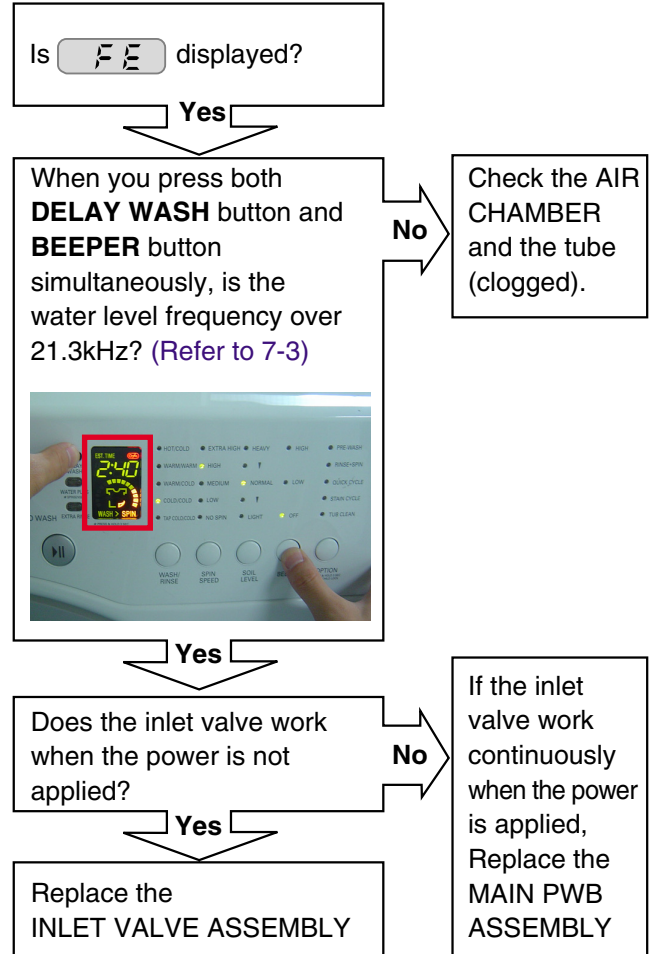 Is FE displayed?
Yes
When you press both
DELAY WASH button and
BEEPER button
simultaneously, is the
water level frequency over
21.3kHz? (Refer to 7-3)
No
Check the AIR
CHAMBER
and the tube
(clogged).
EST. TIME
2:40
WASH > SPIN
HOT/COLD EXTRA HIGH HEAVY HIGH PRE-WASH
WARM/WARM HIGH RINSE+SPIN
WARM/COLD MEDIUM NORMAL LOW QUICK CYCLE
COLD/COLD LOW STAIN CYCLE
TAP COLD/COLD NO SPIN LIGHT OFF TUB CLEAN
WASH
EXTRA
WASH/
RINSE
SPIN
SPEED
SOIL
LEVEL
Yes
Does the inlet valve work
when the power is not
applied?
No
If the inlet
valve work
continuously
when the power
is applied,
Replace the
MAIN PWB
ASSEMBLY
Yes
Replace the
INLET VALVE ASSEMBLY